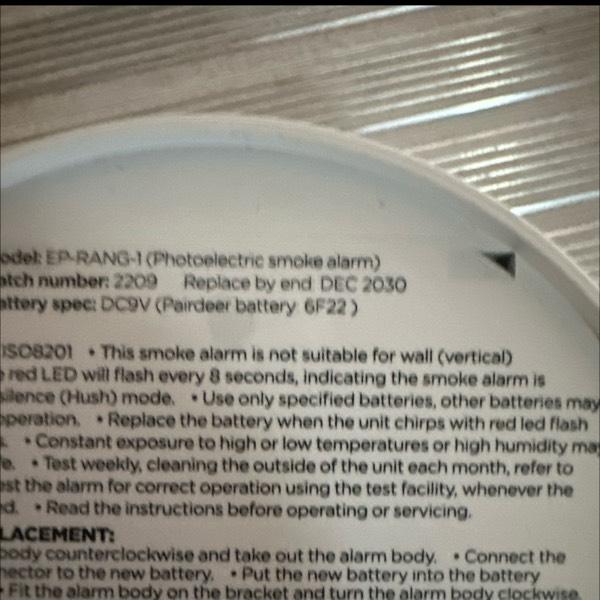 odel: EP-RANG-1 (Photoelectric smoke alarm)
atch number: 2209 Replace by end DEC 2030
attery spec: DC9V (Pairdeer battery 6F22 )
ISO8201 • This smoke alarm is not suitable for wall (vertical)
red LED will flash every 8 seconds, indicating the smoke alarm is
silence (Hush) mode. • Use only specified batteries, other batteries may
operation. • Replace the battery when the unit chirps with red led flash
s. • Constant exposure to high or low temperatures or high humidity may
e. • Test weekly, cleaning the outside of the unit each month, refer to
est the alarm for correct operation using the test facility, whenever the
ed. • Read the instructions before operating or servicing.
LACEMENT:
body counterclockwise and take out the alarm body. • Connect the
nector to the new battery. • Put the new battery into the battery
• Fit the alarm body on the bracket and turn the alarm body clockwise.